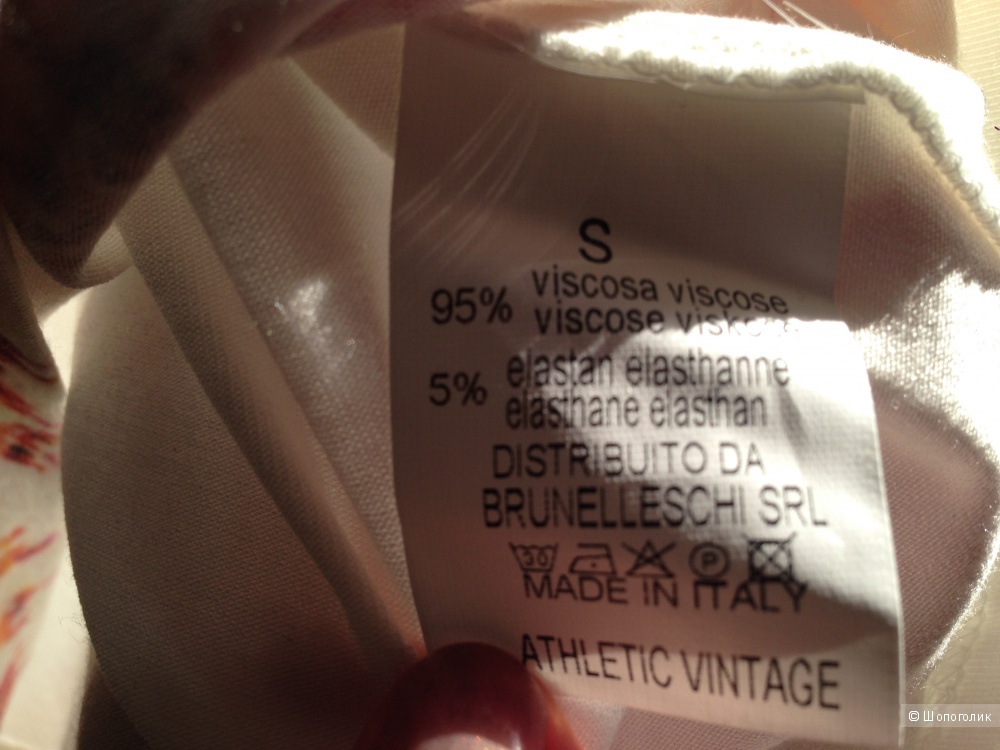 S
95% viscosa viscose
viscose
5% elastan elasthanne
elasthane elasthan
DISTRIBUITO DA
BRUNELLESCHI SRL
30 P
MADE IN ITALY
ATHLETIC VINTAGE
© Шопоголик